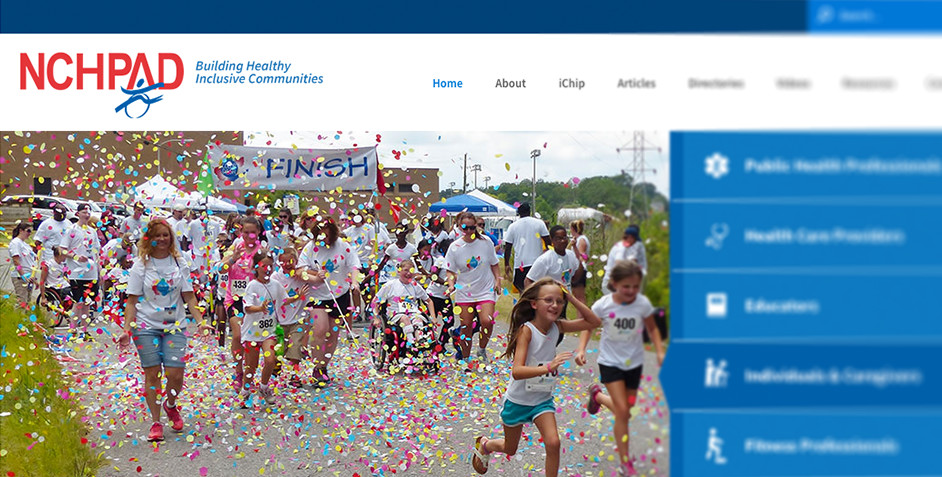 Search...
NCHPAD
Building Healthy
Inclusive Communities
Home About iChip Articles Directories Videos Resources
FINISH
433
362
400
Public Health Professionals
Health Care Providers
Educators
Individuals & Caregivers
Fitness Professionals